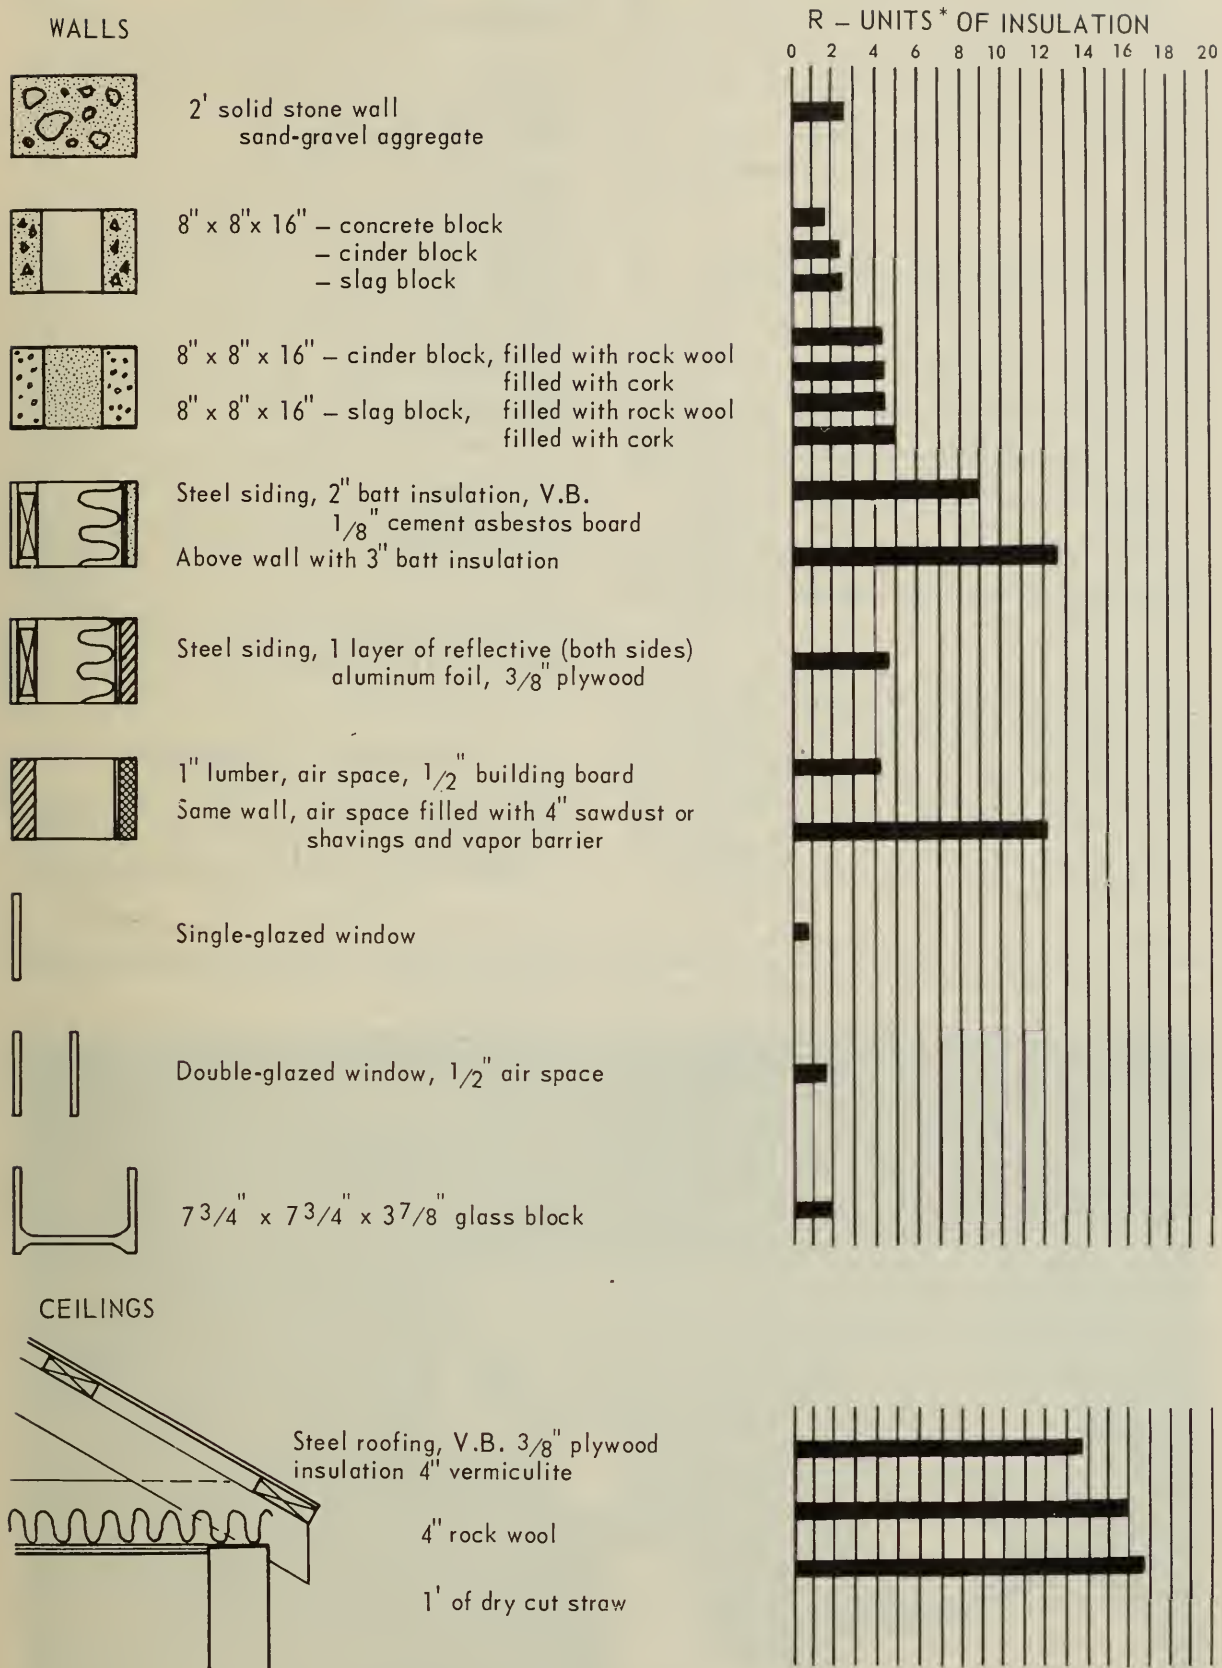 WALLS
R – UNITS* OF INSULATION
0 2 4 6 8 10 12 14 16 18 20
2' solid stone wall
sand-gravel aggregate
8" x 8" x 16" – concrete block
– cinder block
– slag block
8" x 8" x 16" – cinder block, filled with rock wool
filled with cork
8" x 8" x 16" – slag block, filled with rock wool
filled with cork
Steel siding, 2" batt insulation, V.B.
1/8" cement asbestos board
Above wall with 3" batt insulation
Steel siding, 1 layer of reflective (both sides)
aluminum foil, 3/8" plywood
1" lumber, air space, 1/2" building board
Same wall, air space filled with 4" sawdust or
shavings and vapor barrier
Single-glazed window
Double-glazed window, 1/2" air space
7 3/4" x 7 3/4" x 3 7/8" glass block
CEILINGS
Steel roofing, V.B. 3/8" plywood
insulation 4" vermiculite
4" rock wool
1' of dry cut straw